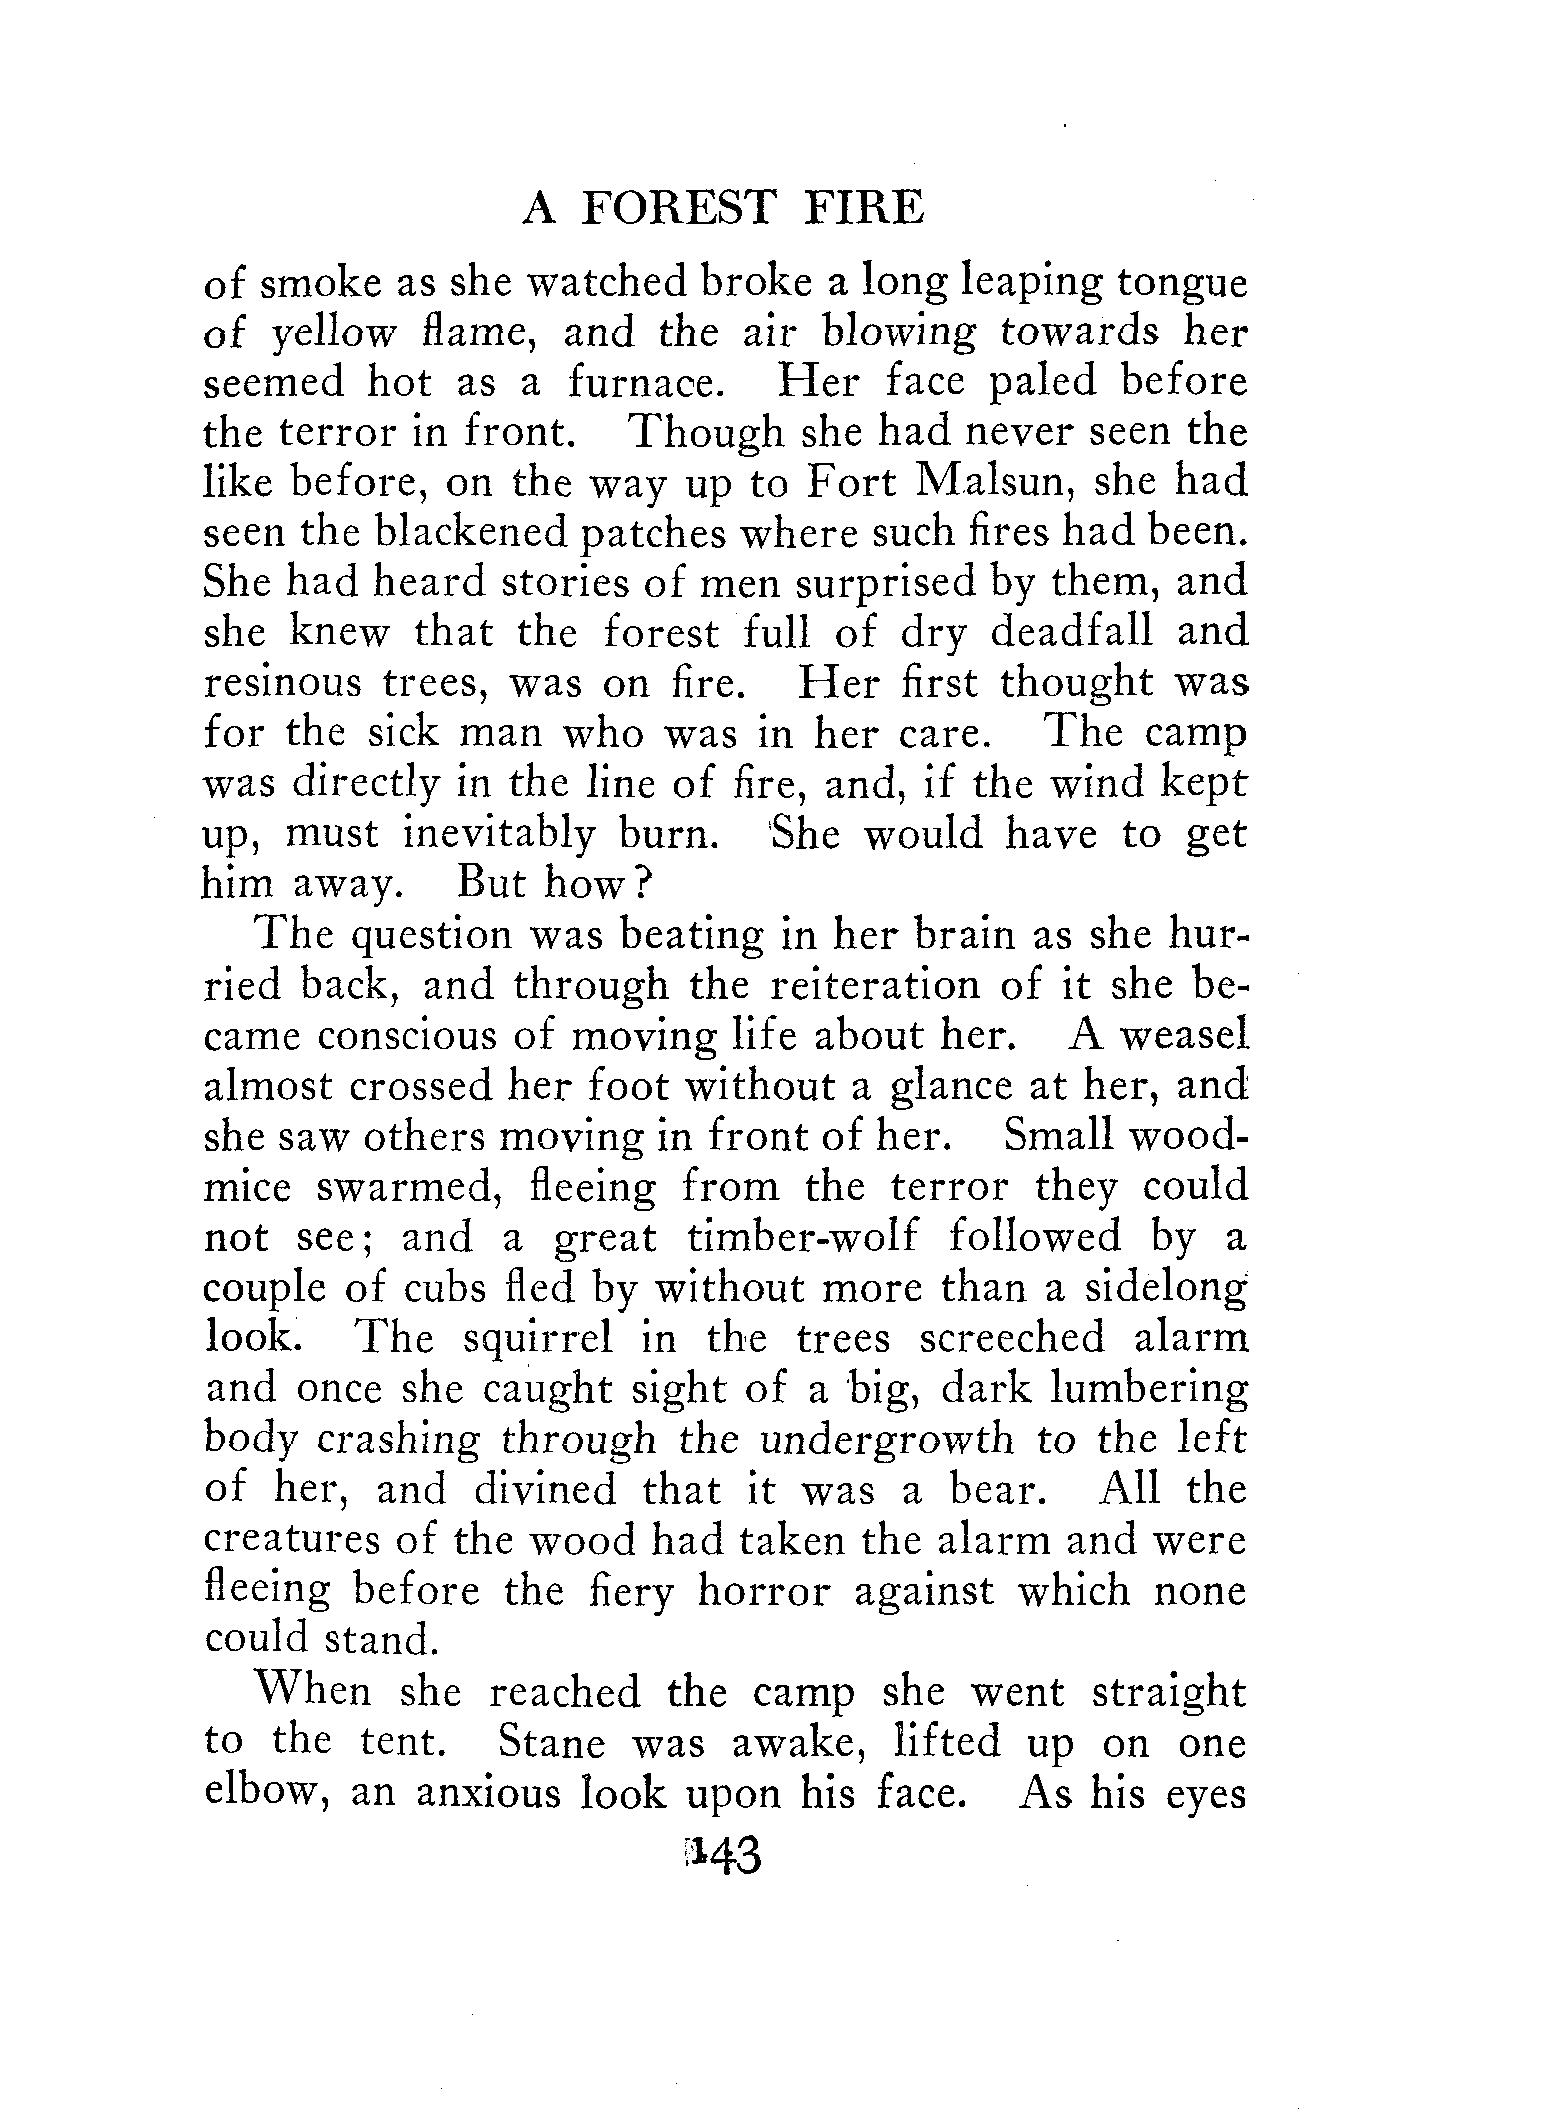 A FOREST FIRE
of smoke as she watched broke a long leaping tongue
of yellow flame, and the air blowing towards her
seemed hot as a furnace. Her face paled before
the terror in front. Though she had never seen the
like before, on the way up to Fort Malsun, she had
seen the blackened patches where such fires had been.
She had heard stories of men surprised by them, and
she knew that the forest full of dry deadfall and
resinous trees, was on fire. Her first thought was
for the sick man who was in her care. The camp
was directly in the line of fire, and, if the wind kept
up, must inevitably burn. She would have to get
him away. But how?
The question was beating in her brain as she hur-
ried back, and through the reiteration of it she be-
came conscious of moving life about her. A weasel
almost crossed her foot without a glance at her, and
she saw others moving in front of her. Small wood-
mice swarmed, fleeing from the terror they could
not see; and a great timber-wolf followed by a
couple of cubs fled by without more than a sidelong
look. The squirrel in the trees screeched alarm
and once she caught sight of a big, dark lumbering
body crashing through the undergrowth to the left
of her, and divined that it was a bear. All the
creatures of the wood had taken the alarm and were
fleeing before the fiery horror against which none
could stand.
When she reached the camp she went straight
to the tent. Stane was awake, lifted up on one
elbow, an anxious look upon his face. As his eyes
143